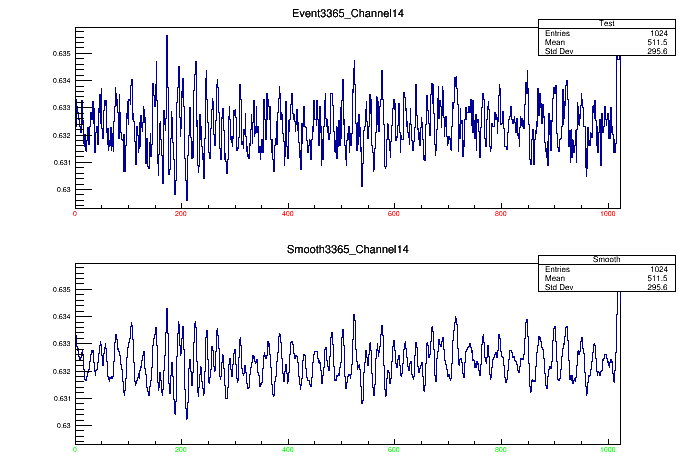 Event3365_Channel14
Test
Entries 1024
Mean 511.5
Std Dev 295.6
0.635
0.634
0.633
0.632
0.631
0.63
0 200 400 600 800 1000
Smooth3365_Channel14
Smooth
Entries 1024
Mean 511.5
Std Dev 295.6
0.635
0.634
0.633
0.632
0.631
0.63
0 200 400 600 800 1000